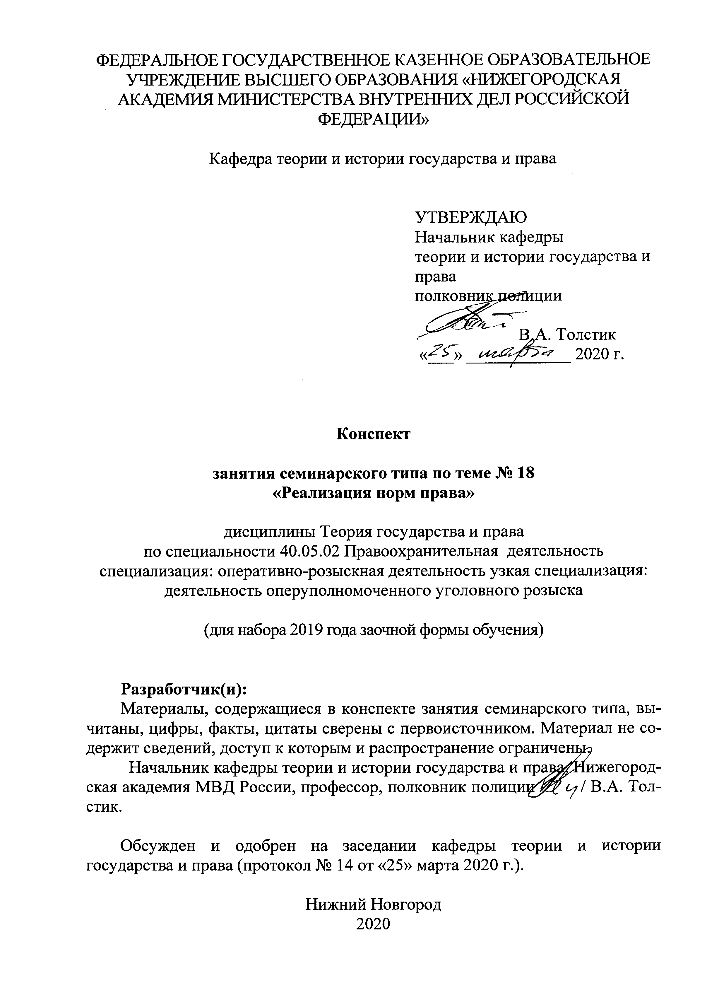 ФЕДЕРАЛЬНОЕ ГОСУДАРСТВЕННОЕ КАЗЕННОЕ ОБРАЗОВАТЕЛЬНОЕ
УЧРЕЖДЕНИЕ ВЫСШЕГО ОБРАЗОВАНИЯ «НИЖЕГОРОДСКАЯ
АКАДЕМИЯ МИНИСТЕРСТВА ВНУТРЕННИХ ДЕЛ РОССИЙСКОЙ
ФЕДЕРАЦИИ»
Кафедра теории и истории государства и права
УТВЕРЖДАЮ
Начальник кафедры
теории и истории государства и
права
полковник полиции
В.А. Толстик
«25» марта 2020 г.
Конспект
занятия семинарского типа по теме № 18
«Реализация норм права»
дисциплины Теория государства и права
по специальности 40.05.02 Правоохранительная деятельность
специализация: оперативно-розыскная деятельность узкая специализация:
деятельность оперуполномоченного уголовного розыска
(для набора 2019 года заочной формы обучения)
Разработчик(и):
Материалы, содержащиеся в конспекте занятия семинарского типа, вы-
читаны, цифры, факты, цитаты сверены с первоисточником. Материал не со-
держит сведений, доступ к которым и распространение ограничены.
Начальник кафедры теории и истории государства и права, Нижегород-
ская академия МВД России, профессор, полковник полиции / В.А. Тол-
стик.
Обсужден и одобрен на заседании кафедры теории и истории
государства и права (протокол № 14 от «25» марта 2020 г.).
Нижний Новгород
2020